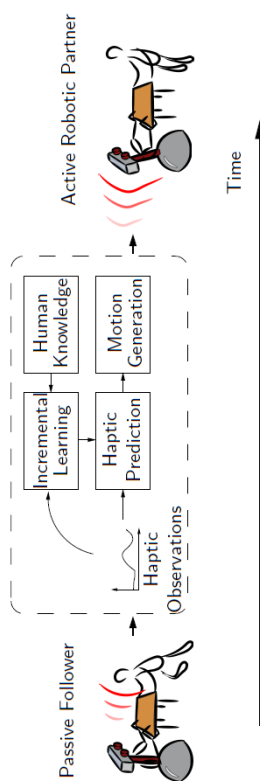 Passive Follower
Haptic
Observations
Incremental
Learning
Human
Knowledge
Haptic
Prediction
Motion
Generation
Active Robotic Partner
Time